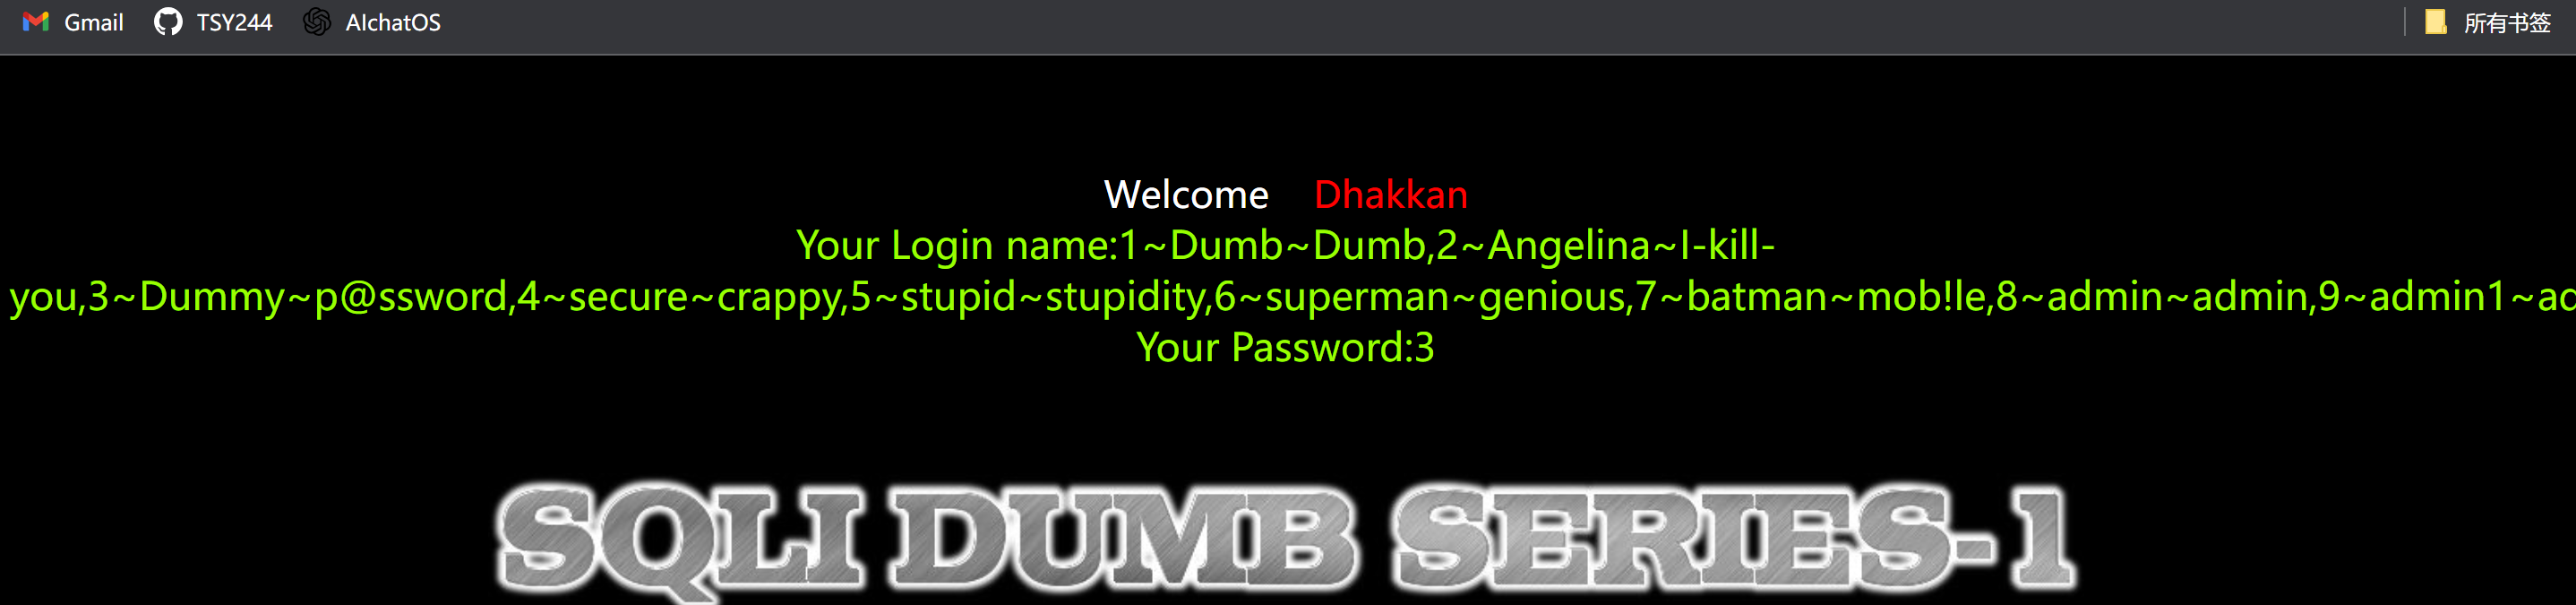 Gmail TSY244 AIchatOS 所有书签
Welcome Dhakkan
Your Login name:1~Dumb~Dumb,2~Angelina~I-kill-
you,3~Dummy~p@ssword,4~secure~crappy,5~stupid~stupidity,6~superman~genious,7~batman~mob!le,8~admin~admin,9~admin1~ad
Your Password:3
SQLI DUMB SERIES-1